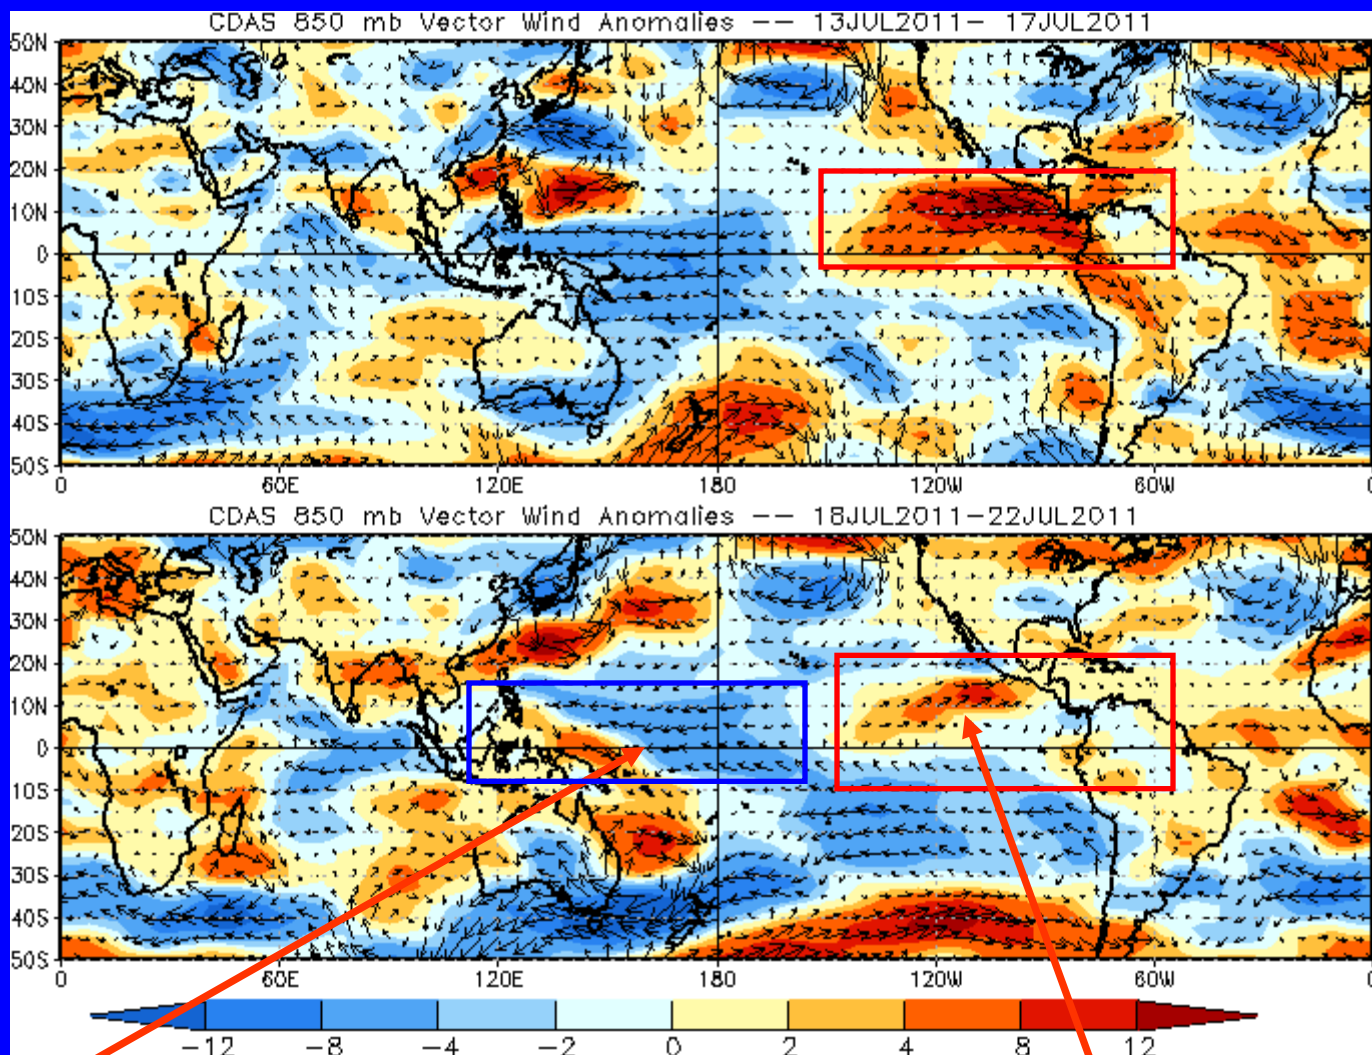 CDAS 850 mb Vector Wind Anomalies -- 13JUL2011- 17JUL2011
50N
40N
30N
20N
10N
0
10S
20S
30S
40S
50S
0 60E 120E 180 120W 60W 0
CDAS 850 mb Vector Wind Anomalies -- 18JUL2011-22JUL2011
50N
40N
30N
20N
10N
0
10S
20S
30S
40S
50S
0 60E 120E 180 120W 60W 0
-12 -8 -4 -2 0 2 4 8 12